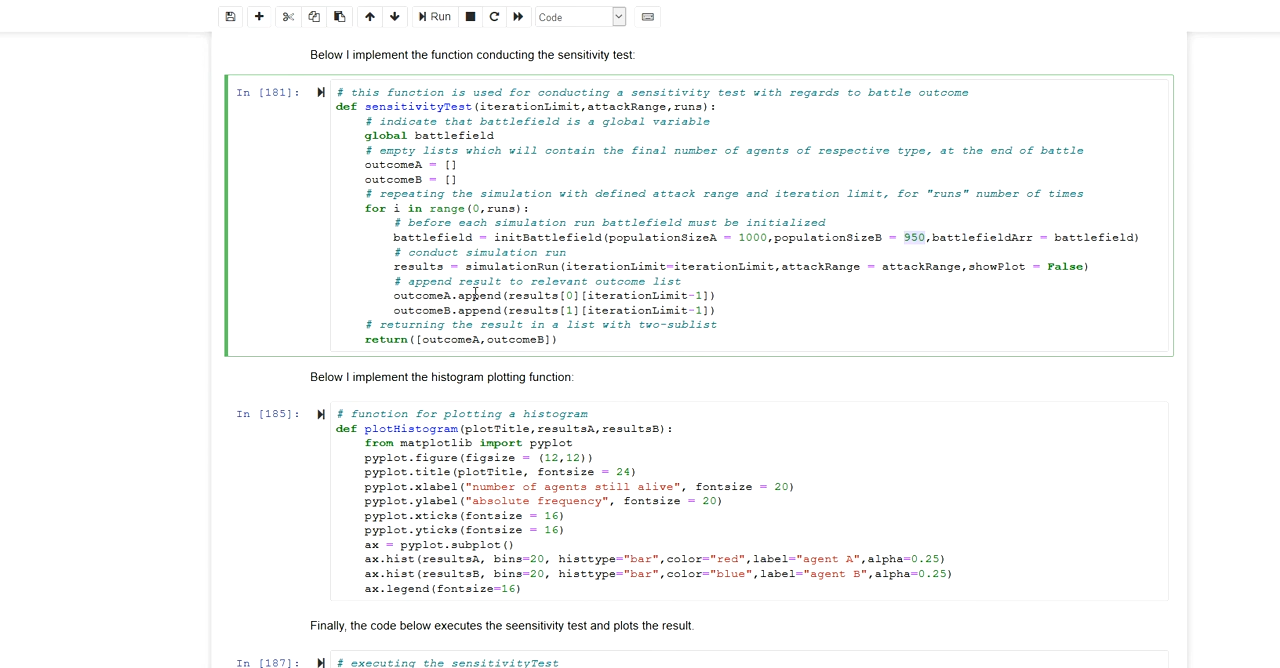 Run Code
Below I implement the function conducting the sensitivity test:
In [181]: # this function is used for conducting a sensitivity test with regards to battle outcome
def sensitivityTest(iterationLimit,attackRange,runs):
# indicate that battlefield is a global variable
global battlefield
# empty lists which will contain the final number of agents of respective type, at the end of battle
outcomeA = []
outcomeB = []
# repeating the simulation with defined attack range and iteration limit, for "runs" number of times
for i in range(0,runs):
# before each simulation run battlefield must be initialized
battlefield = initBattlefield(populationSizeA = 1000,populationSizeB = 950,battlefieldArr = battlefield)
# conduct simulation run
results = simulationRun(iterationLimit=iterationLimit,attackRange = attackRange,showPlot = False)
# append result to relevant outcome list
outcomeA.append(results[0][iterationLimit-1])
outcomeB.append(results[1][iterationLimit-1])
# returning the result in a list with two-sublist
return([outcomeA,outcomeB])
Below I implement the histogram plotting function:
In [185]: # function for plotting a histogram
def plotHistogram(plotTitle,resultsA,resultsB):
from matplotlib import pyplot
pyplot.figure(figsize = (12,12))
pyplot.title(plotTitle, fontsize = 24)
pyplot.xlabel("number of agents still alive", fontsize = 20)
pyplot.ylabel("absolute frequency", fontsize = 20)
pyplot.xticks(fontsize = 16)
pyplot.yticks(fontsize = 16)
ax = pyplot.subplot()
ax.hist(resultsA, bins=20, histtype="bar",color="red",label="agent A",alpha=0.25)
ax.hist(resultsB, bins=20, histtype="bar",color="blue",label="agent B",alpha=0.25)
ax.legend(fontsize=16)
Finally, the code below executes the seensitivity test and plots the result.
In [187]: # executing the sensitivityTest